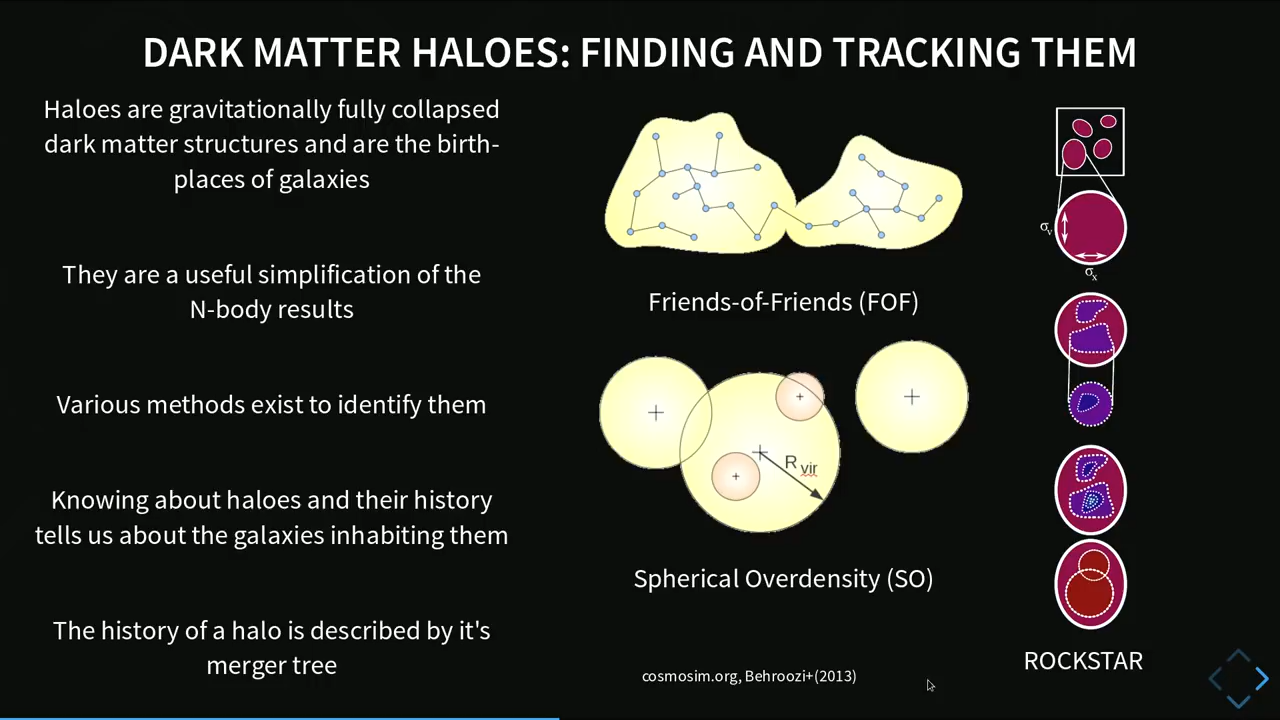 DARK MATTER HALOES: FINDING AND TRACKING THEM
Haloes are gravitationally fully collapsed
dark matter structures and are the birth-
places of galaxies
They are a useful simplification of the
N-body results
Various methods exist to identify them
Knowing about haloes and their history
tells us about the galaxies inhabiting them
The history of a halo is described by it's
merger tree
Friends-of-Friends (FOF)
R vir
Spherical Overdensity (SO)
cosmosim.org, Behroozi+(2013)
σv
σx
ROCKSTAR